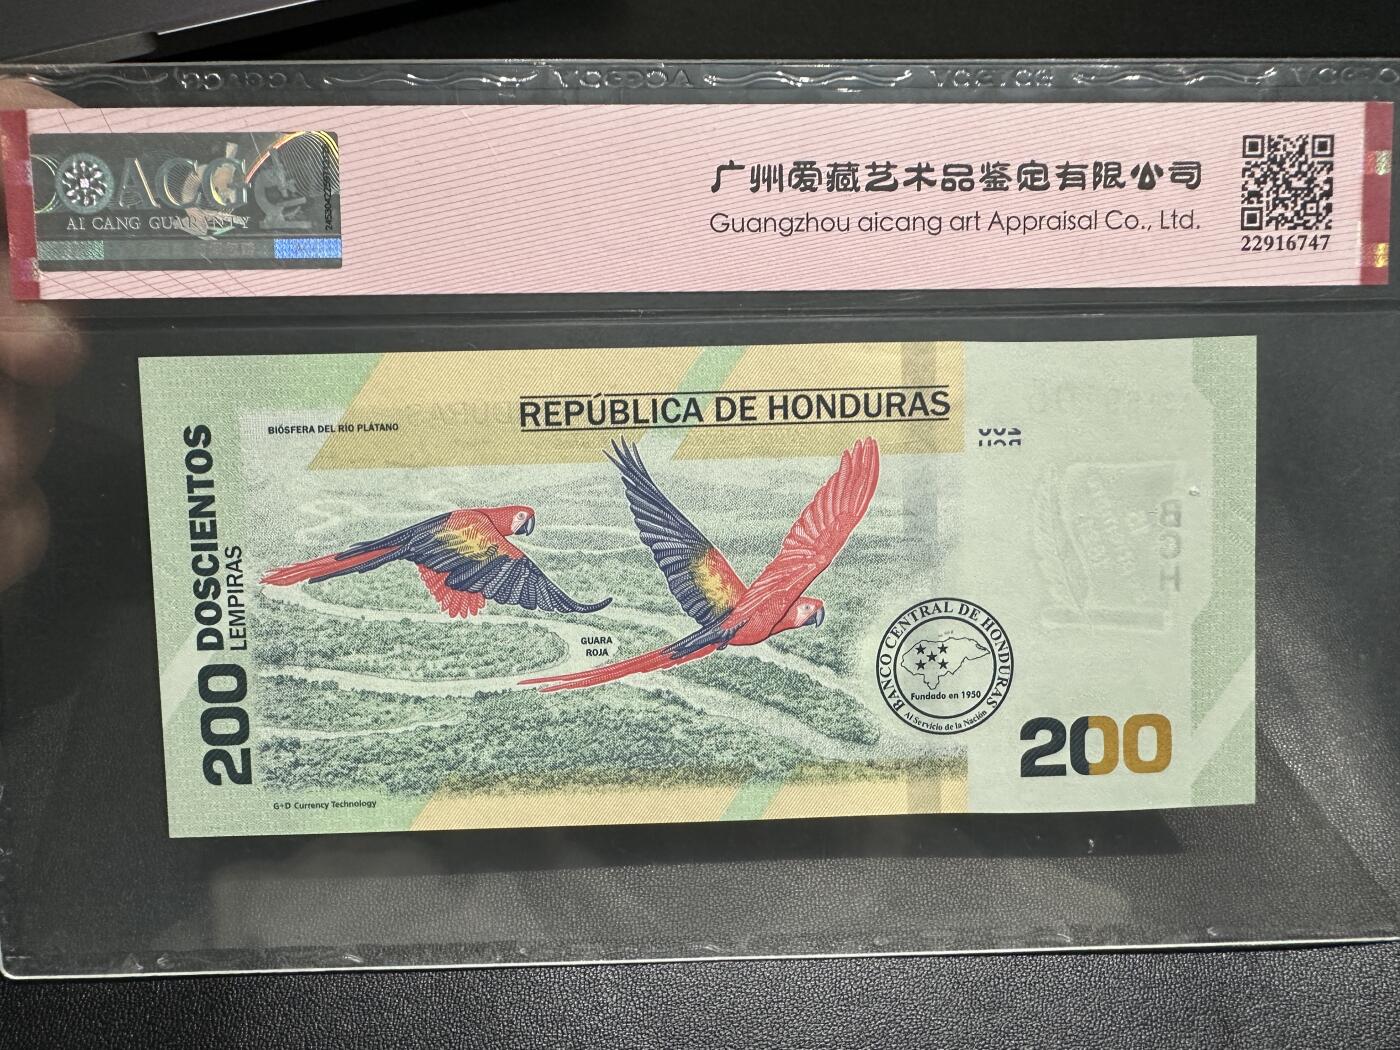 ACG
AI CANG GUARANTY
广州爱藏艺术品鉴定有限公司
Guangzhou aicang art Appraisal Co., Ltd.
22916747
REPÚBLICA DE HONDURAS
BIÓSFERA DEL RÍO PLÁTANO
200 DOSCIENTOS
LEMPIRAS
GUARA
ROJA
BANCO CENTRAL DE HONDURAS
Fundado en 1950
Al Servicio de la Nación
200
G+D Currency Technology
BCH